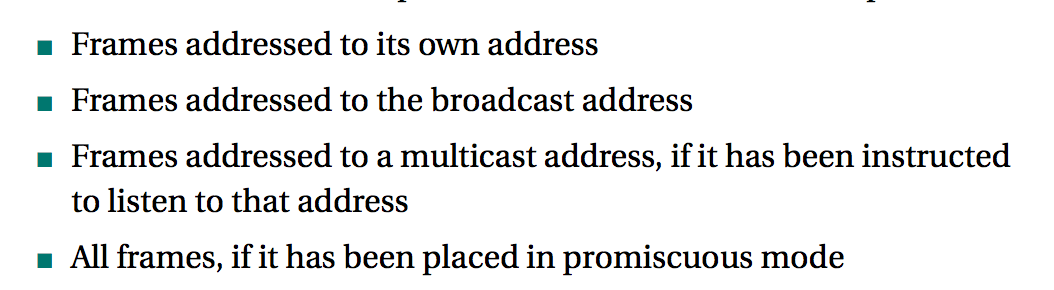 ■ Frames addressed to its own address
■ Frames addressed to the broadcast address
■ Frames addressed to a multicast address, if it has been instructed
to listen to that address
■ All frames, if it has been placed in promiscuous mode